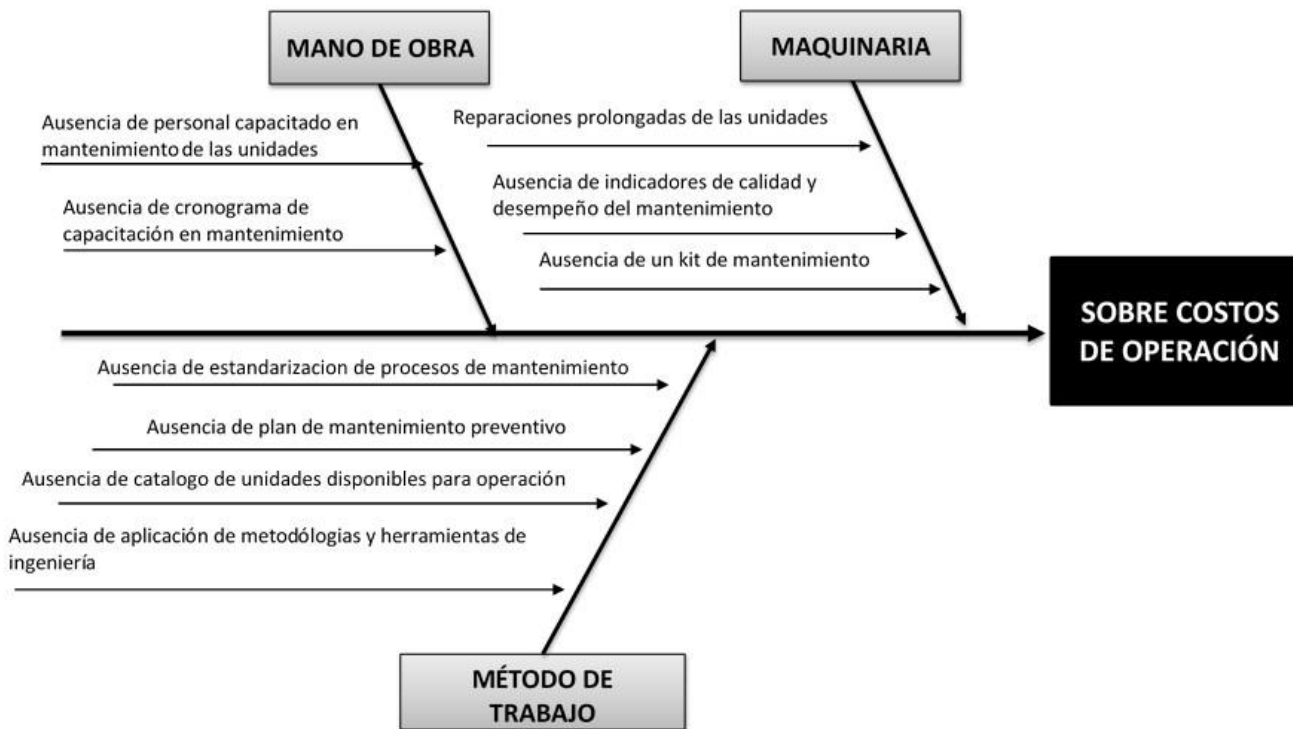 MANO DE OBRA
MAQUINARIA
Ausencia de personal capacitado en
mantenimiento de las unidades
Ausencia de cronograma de
capacitación en mantenimiento
Reparaciones prolongadas de las unidades
Ausencia de indicadores de calidad y
desempeño del mantenimiento
Ausencia de un kit de mantenimiento
SOBRE COSTOS
DE OPERACIÓN
Ausencia de estandarizacion de procesos de mantenimiento
Ausencia de plan de mantenimiento preventivo
Ausencia de catalogo de unidades disponibles para operación
Ausencia de aplicación de metodólogias y herramientas de
ingeniería
MÉTODO DE
TRABAJO